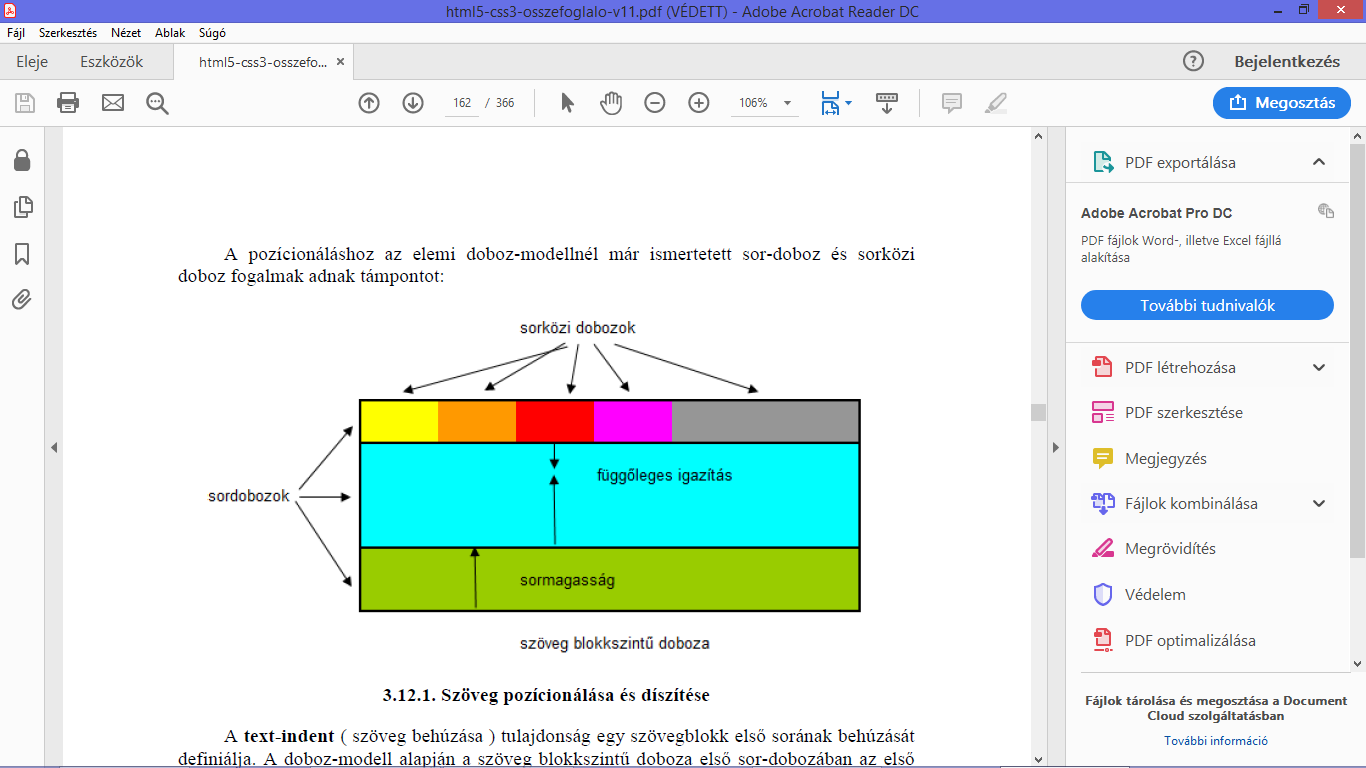 html5-css3-osszefoglalo-v11.pdf (VÉDETT) - Adobe Acrobat Reader DC
Fájl Szerkesztés Nézet Ablak Súgó
Eleje Eszközök html5-css3-osszefo... × Bejelentkezés
162 / 366 106% Megosztás
A pozícionáláshoz az elemi doboz-modellnél már ismertetett sor-doboz és sorközi
doboz fogalmak adnak támpontot:
sorközi dobozok
függőleges igazítás
sordobozok
sormagasság
szöveg blokkszintű doboza
3.12.1. Szöveg pozícionálása és díszítése
A text-indent ( szöveg behúzása ) tulajdonság egy szövegblokk első sorának behúzását
definiálja. A doboz-modell alapján a szöveg blokkszintű doboza első sor-dobozában az első
PDF exportálása
Adobe Acrobat Pro DC
PDF fájlok Word-, illetve Excel fájllá
alakítása
További tudnivalók
PDF létrehozása
PDF szerkesztése
Megjegyzés
Fájlok kombinálása
Megrövidítés
Védelem
PDF optimalizálása
Fájlok tárolása és megosztása a Document
Cloud szolgáltatásban
További információ